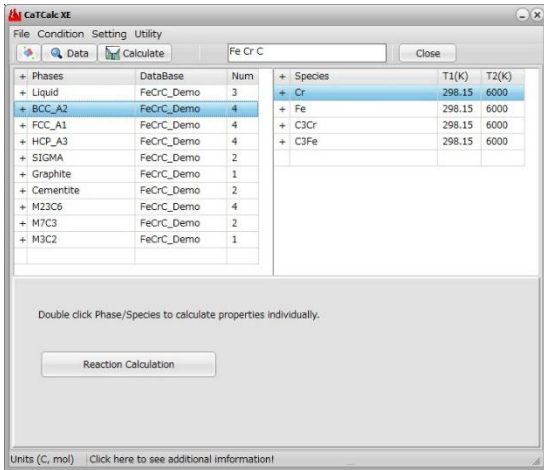 CaTCalc XE
File Condition Setting Utility
Data Calculate Fe Cr C Close
+ Phases DataBase Num + Species T1(K) T2(K)
+ Liquid FeCrC_Demo 3 + Cr 298.15 6000
+ BCC_A2 FeCrC_Demo 4 + Fe 298.15 6000
+ FCC_A1 FeCrC_Demo 4 + C3Cr 298.15 6000
+ HCP_A3 FeCrC_Demo 4 + C3Fe 298.15 6000
+ SIGMA FeCrC_Demo 2
+ Graphite FeCrC_Demo 1
+ Cementite FeCrC_Demo 2
+ M23C6 FeCrC_Demo 4
+ M7C3 FeCrC_Demo 2
+ M3C2 FeCrC_Demo 1
Double click Phase/Species to calculate properties individually.
Reaction Calculation
Units (C, mol) Click here to see additional imformation!